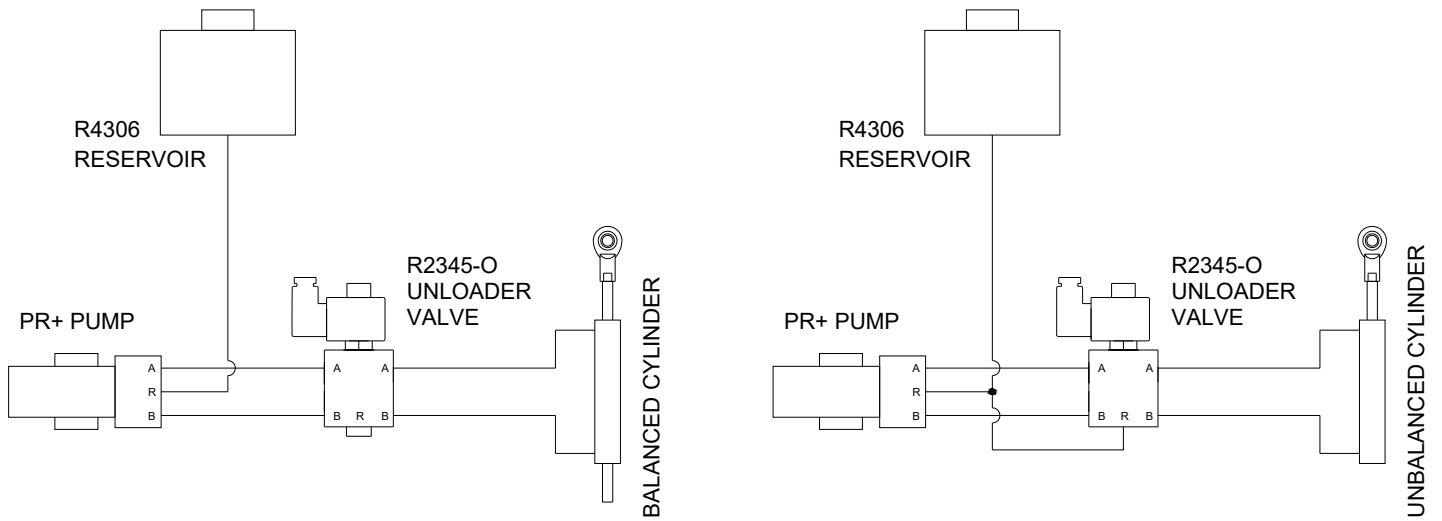 R4306
RESERVOIR
R2345-O
UNLOADER
VALVE
PR+ PUMP
A
R
B
A A
B R B
BALANCED CYLINDER
R4306
RESERVOIR
R2345-O
UNLOADER
VALVE
PR+ PUMP
A
R
B
A A
B R B
UNBALANCED CYLINDER